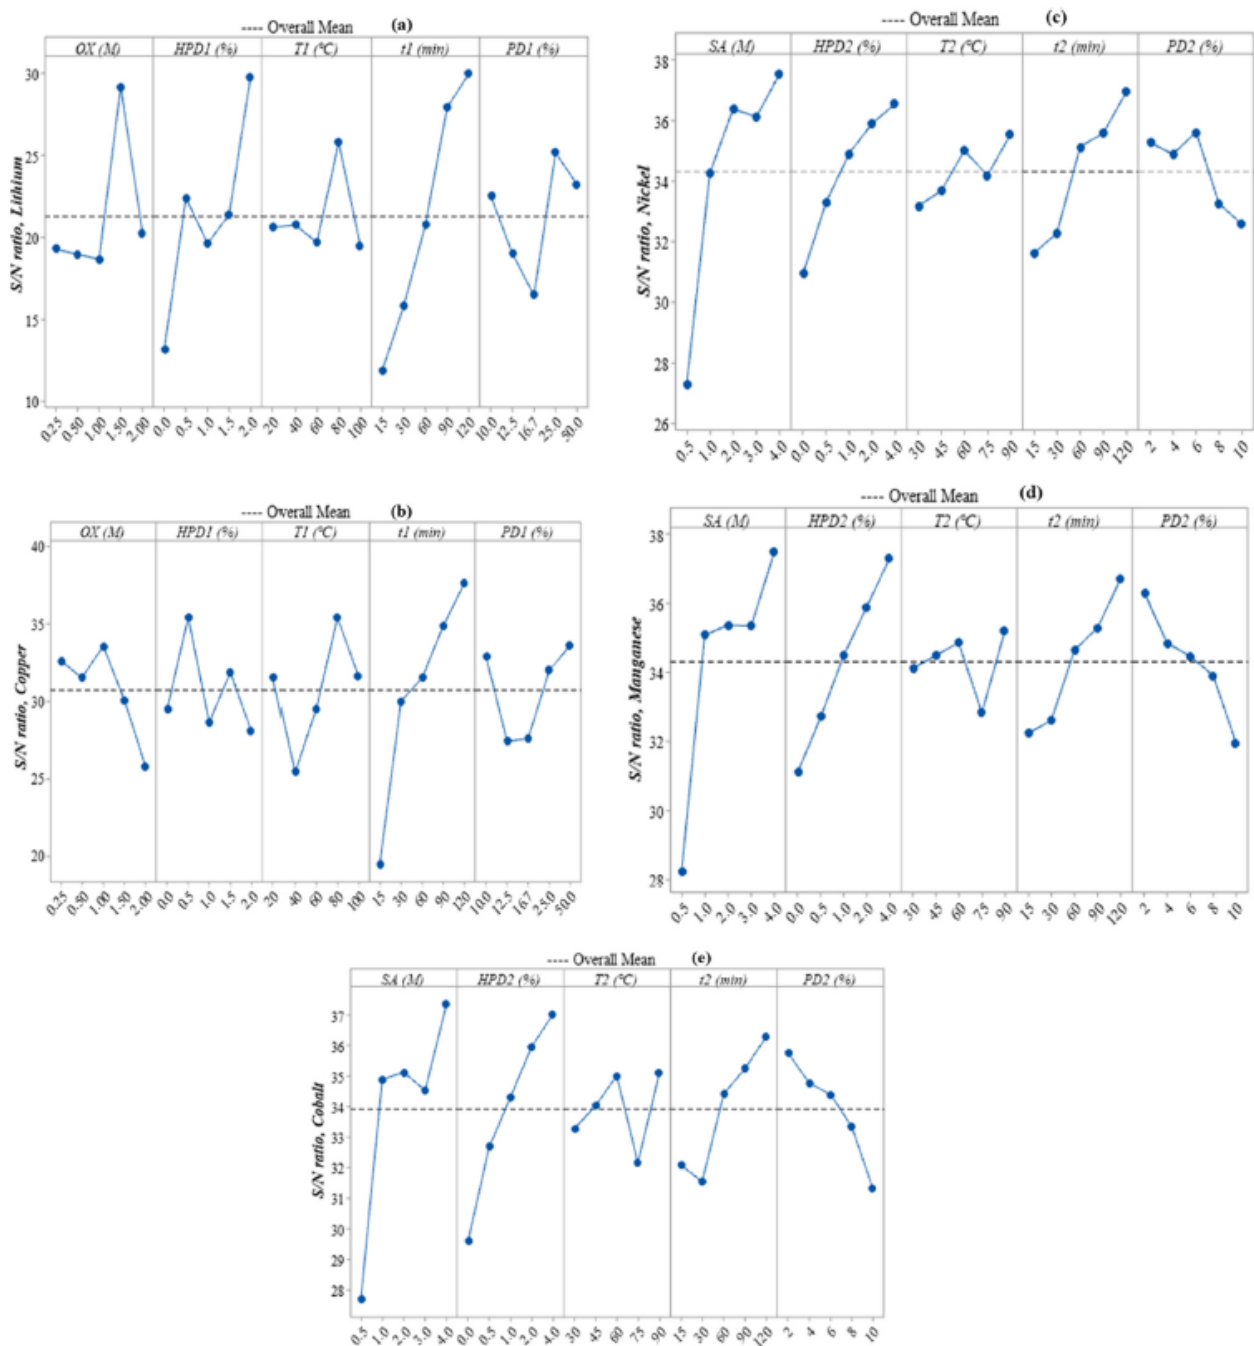 ---- Overall Mean (a)
OX (M) HPD1 (%) T1 (°C) t1 (min) PD1 (%)
S/N ratio, Lithium
30
25
20
15
10
0.25 0.50 1.00 1.50 2.00 0.0 0.5 1.0 1.5 2.0 20 40 60 80 100 15 30 60 90 120 10.0 12.5 16.7 25.0 50.0
---- Overall Mean (c)
SA (M) HPD2 (%) T2 (°C) t2 (min) PD2 (%)
S/N ratio, Nickel
38
36
34
32
30
28
26
0.5 1.0 2.0 3.0 4.0 0.0 0.5 1.0 2.0 4.0 30 45 60 75 90 15 30 60 90 120 2 4 6 8 10
---- Overall Mean (b)
OX (M) HPD1 (%) T1 (°C) t1 (min) PD1 (%)
S/N ratio, Copper
40
35
30
25
20
0.25 0.50 1.00 1.50 2.00 0.0 0.5 1.0 1.5 2.0 20 40 60 80 100 15 30 60 90 120 10.0 12.5 16.7 25.0 50.0
---- Overall Mean (d)
SA (M) HPD2 (%) T2 (°C) t2 (min) PD2 (%)
S/N ratio, Manganese
38
36
34
32
30
28
0.5 1.0 2.0 3.0 4.0 0.0 0.5 1.0 2.0 4.0 30 45 60 75 90 15 30 60 90 120 2 4 6 8 10
---- Overall Mean (e)
SA (M) HPD2 (%) T2 (°C) t2 (min) PD2 (%)
S/N ratio, Cobalt
37
36
35
34
33
32
31
30
29
28
0.5 1.0 2.0 3.0 4.0 0.0 0.5 1.0 2.0 4.0 30 45 60 75 90 15 30 60 90 120 2 4 6 8 10